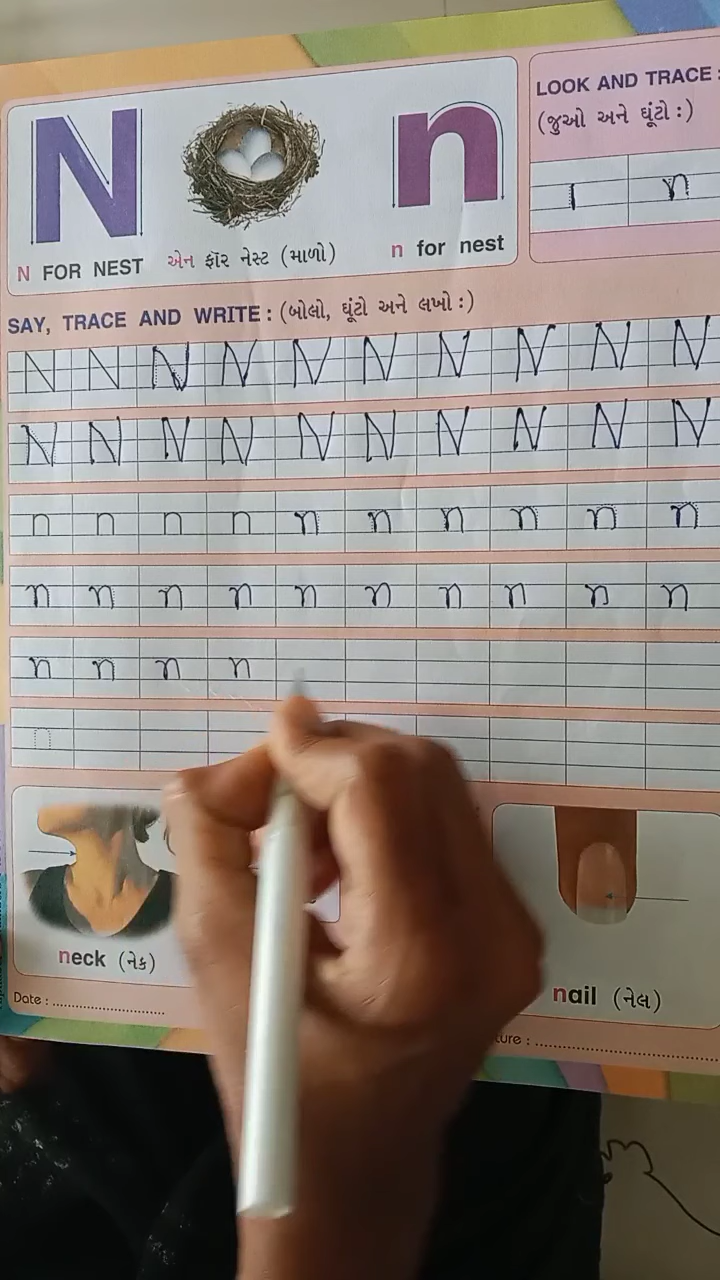 N n
N FOR NEST એન ફૉર નેસ્ટ (માળો) n for nest
LOOK AND TRACE :
(જુઓ અને ઘૂંટો :)
n
SAY, TRACE AND WRITE : (બોલો, ઘૂંટો અને લખો :)
N N N N N N N N N N
N N N N N N N N N N
n n n n n n n n n n
n n n n n n n n n n
n n n n
n
neck (નેક)
nail (નેલ)
Date :